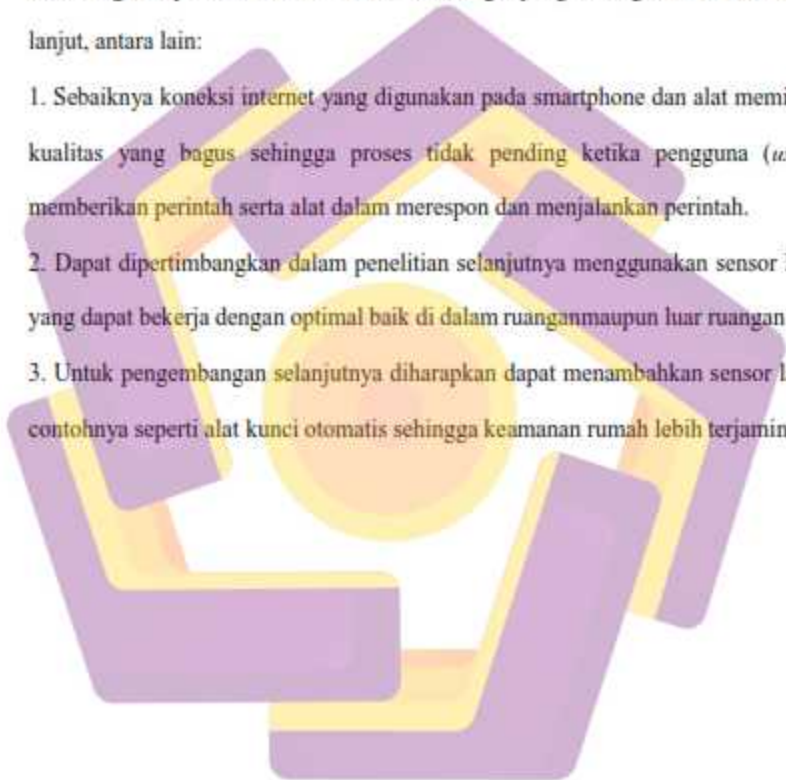 lanjut, antara lain:
1. Sebaiknya koneksi internet yang digunakan pada smartphone dan alat
kualitas yang bagus sehingga proses tidak pending ketika pengguna
memberikan perintah serta alat dalam merespon dan menjalankan perintah.
2. Dapat dipertimbangkan dalam penelitian selanjutnya menggunakan sensor
yang dapat bekerja dengan optimal baik di dalam ruanganmaupun luar ruangan
3. Untuk pengembangan selanjutnya diharapkan dapat menambahkan sensor
contohnya seperti alat kunci otomatis sehingga keamanan rumah lebih terjamin